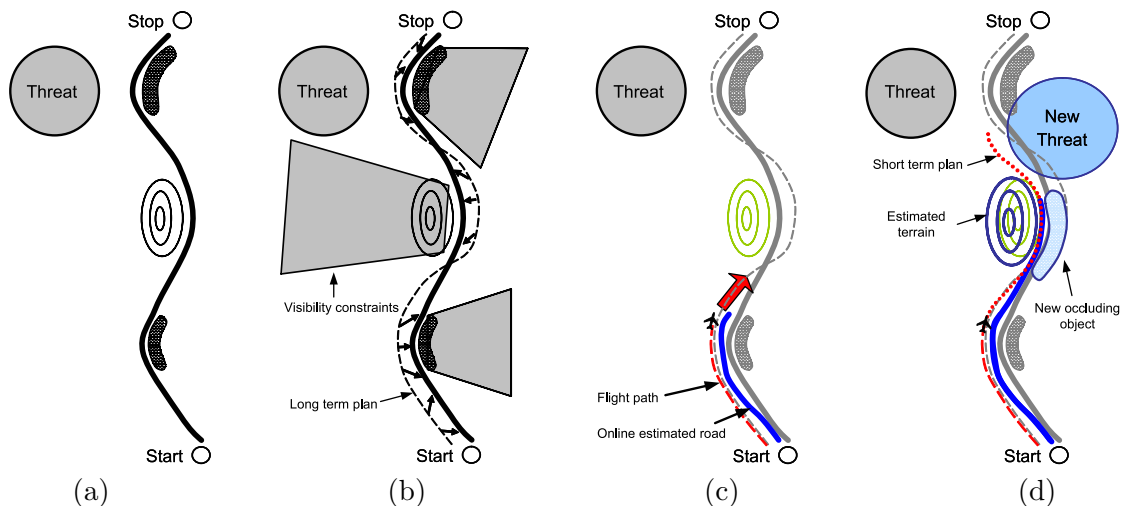 Stop
Threat
Start
(a)
Stop
Threat
Visibility constraints
Long term plan
Start
(b)
Stop
Threat
Flight path
Online estimated road
Start
(c)
Stop
Threat
New
Threat
Short term plan
Estimated
terrain
New occluding
object
Start
(d)